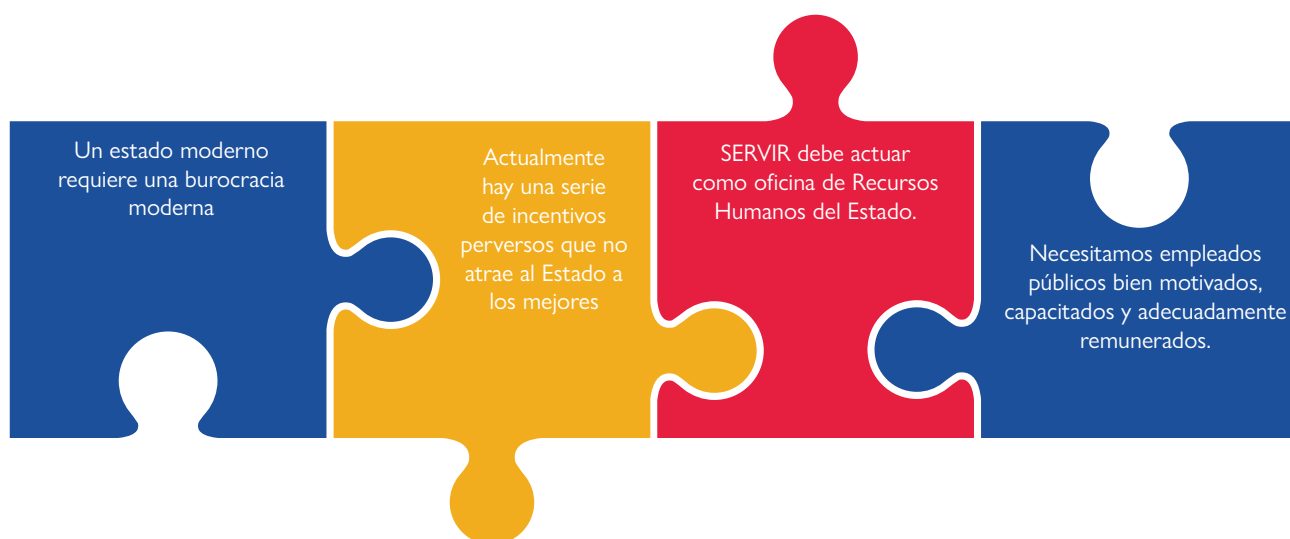 Un estado moderno
requiere una burocracia
moderna
Actualmente
hay una serie
de incentivos
perversos que no
atrae al Estado a
los mejores
SERVIR debe actuar
como oficina de Recursos
Humanos del Estado.
Necesitamos empleados
públicos bien motivados,
capacitados y adecuadamente
remunerados.